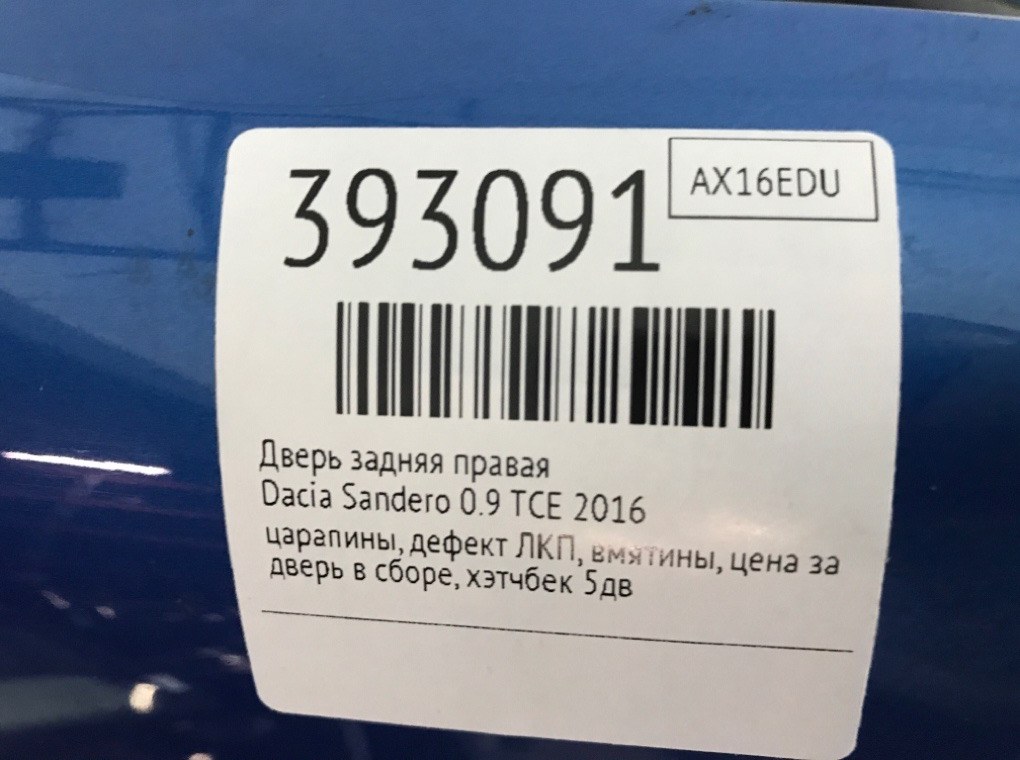 393091
AX16EDU
Дверь задняя правая
Dacia Sandero 0.9 TCE 2016
царапины, дефект ЛКП, вмятины, цена за
дверь в сборе, хэтчбек 5дв